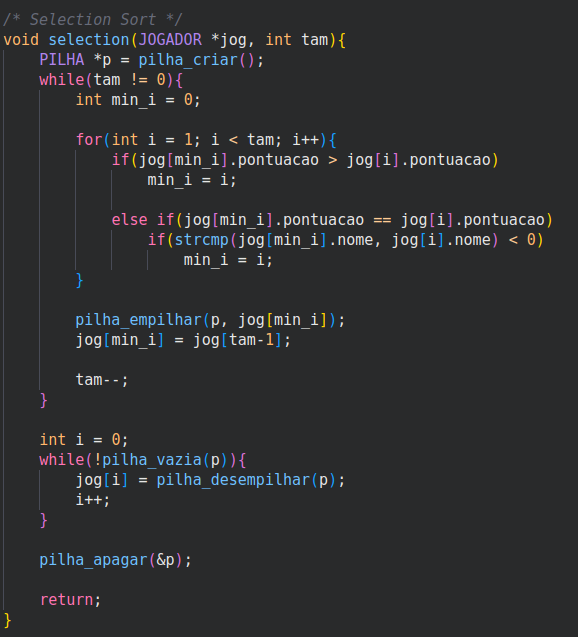 /* Selection Sort */
void selection(JOGADOR *jog, int tam){
    PILHA *p = pilha_criar();
    while(tam != 0){
        int min_i = 0;

        for(int i = 1; i < tam; i++){
            if(jog[min_i].pontuacao > jog[i].pontuacao)
                min_i = i;

            else if(jog[min_i].pontuacao == jog[i].pontuacao)
                if(strcmp(jog[min_i].nome, jog[i].nome) < 0)
                    min_i = i;
        }

        pilha_empilhar(p, jog[min_i]);
        jog[min_i] = jog[tam-1];

        tam--;
    }

    int i = 0;
    while(!pilha_vazia(p)){
        jog[i] = pilha_desempilhar(p);
        i++;
    }

    pilha_apagar(&p);

    return;
}